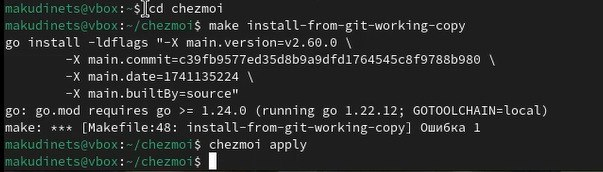 makudinets@vbox:~$ cd chezmoi
makudinets@vbox:~/chezmoi$ make install-from-git-working-copy
go install -ldflags "-X main.version=v2.60.0 \
        -X main.commit=c39fb9577ed35d8b9a9dfd1764545c8f9788b980 \
        -X main.date=1741135224 \
        -X main.builtBy=source"
go: go.mod requires go >= 1.24.0 (running go 1.22.12; GOTOOLCHAIN=local)
make: *** [Makefile:48: install-from-git-working-copy] Ошибка 1
makudinets@vbox:~/chezmoi$ chezmoi apply
makudinets@vbox:~/chezmoi$